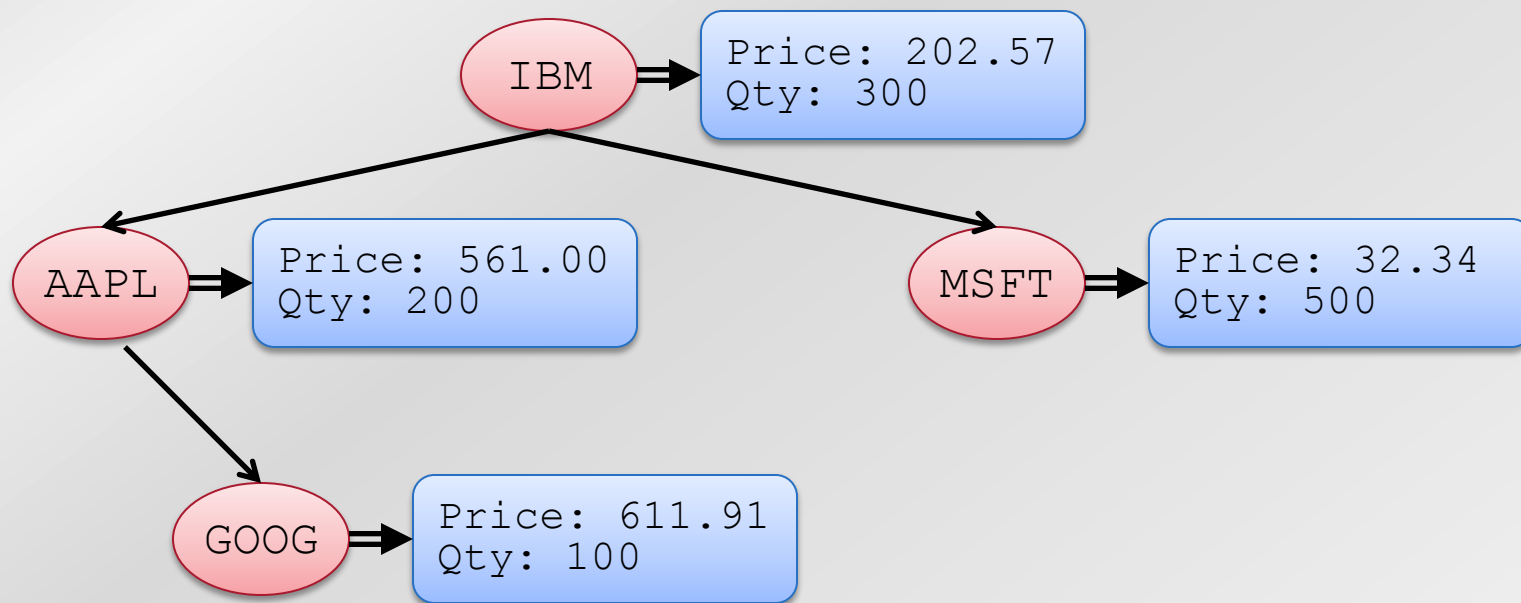 IBM
Price: 202.57
Qty: 300
AAPL
Price: 561.00
Qty: 200
MSFT
Price: 32.34
Qty: 500
GOOG
Price: 611.91
Qty: 100